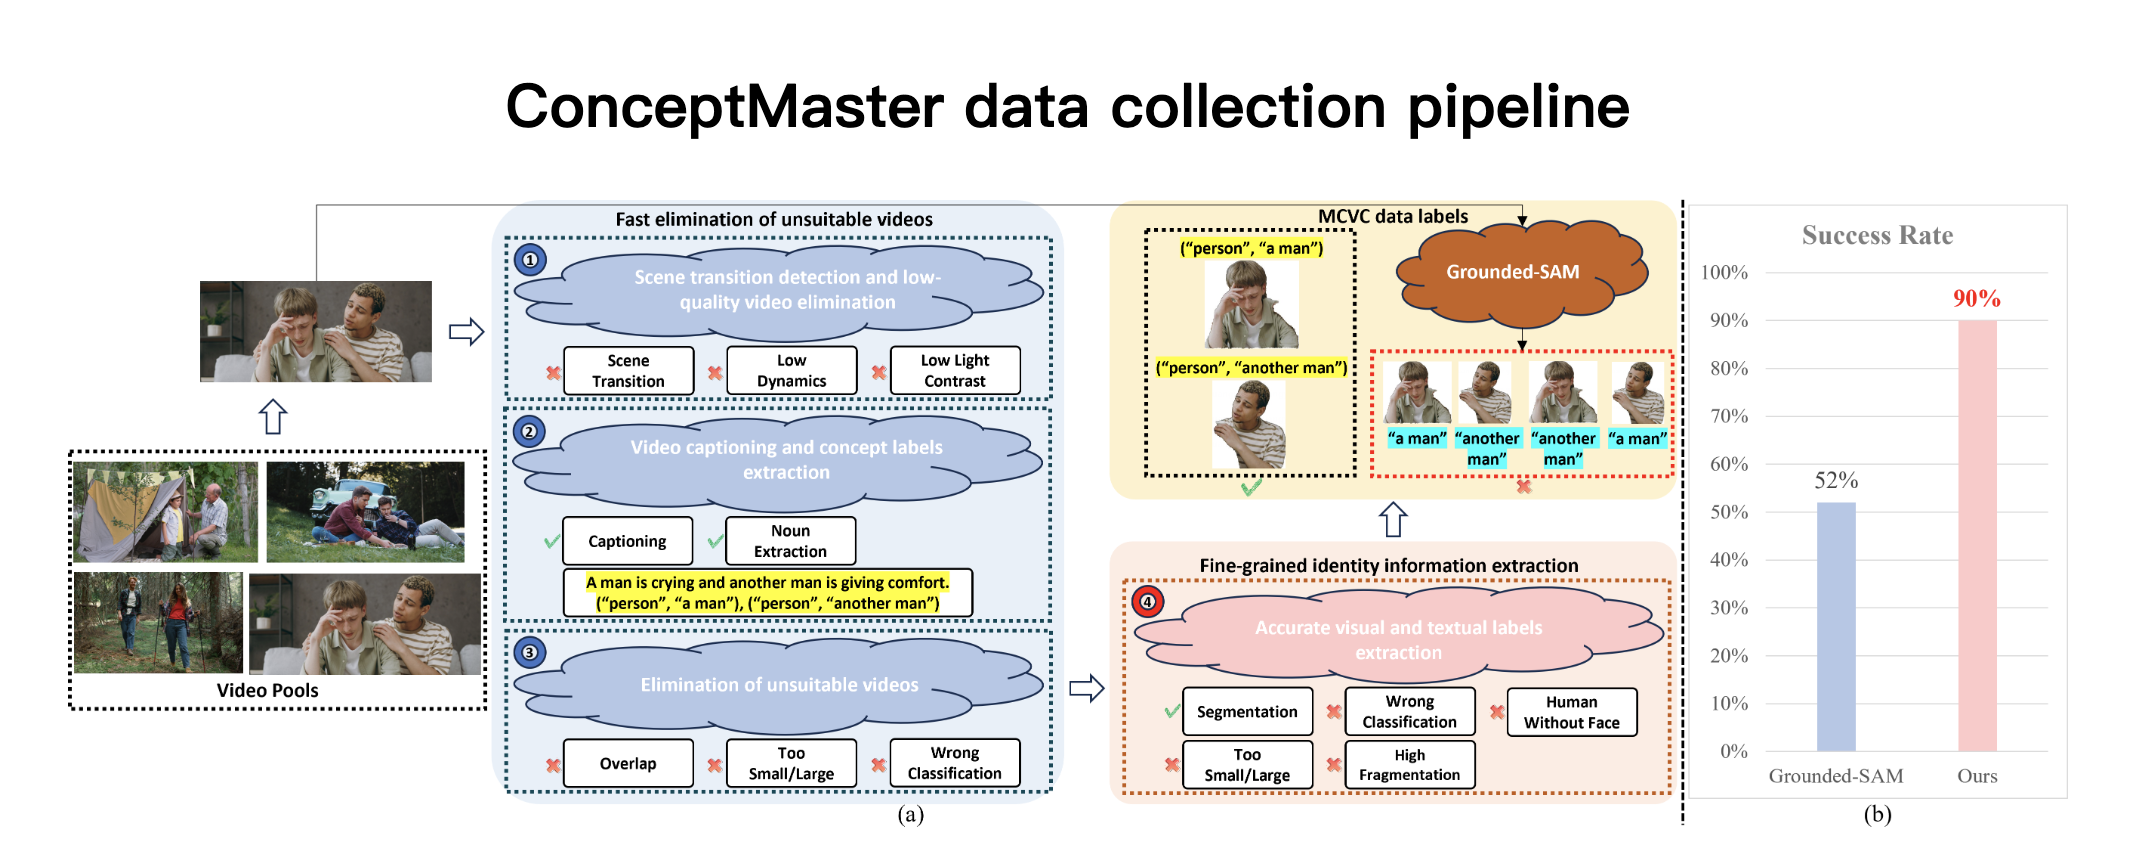 ConceptMaster data collection pipeline
Video Pools
Fast elimination of unsuitable videos
1
Scene transition detection and low-
quality video elimination
Scene
Transition
Low
Dynamics
Low Light
Contrast
2
Video captioning and concept labels
extraction
Captioning
Noun
Extraction
A man is crying and another man is giving comfort.
(“person”, “a man”), (“person”, “another man”)
3
Elimination of unsuitable videos
Overlap
Too
Small/Large
Wrong
Classification
MCVC data labels
(“person”, “a man”)
(“person”, “another man”)
Grounded-SAM
“a man”
“another
man”
“another
man”
“a man”
Fine-grained identity information extraction
4
Accurate visual and textual labels
extraction
Segmentation
Wrong
Classification
Human
Without Face
Too
Small/Large
High
Fragmentation
(a)
Success Rate
100%
90%
80%
70%
60%
50%
40%
30%
20%
10%
0%
52%
90%
Grounded-SAM
Ours
(b)